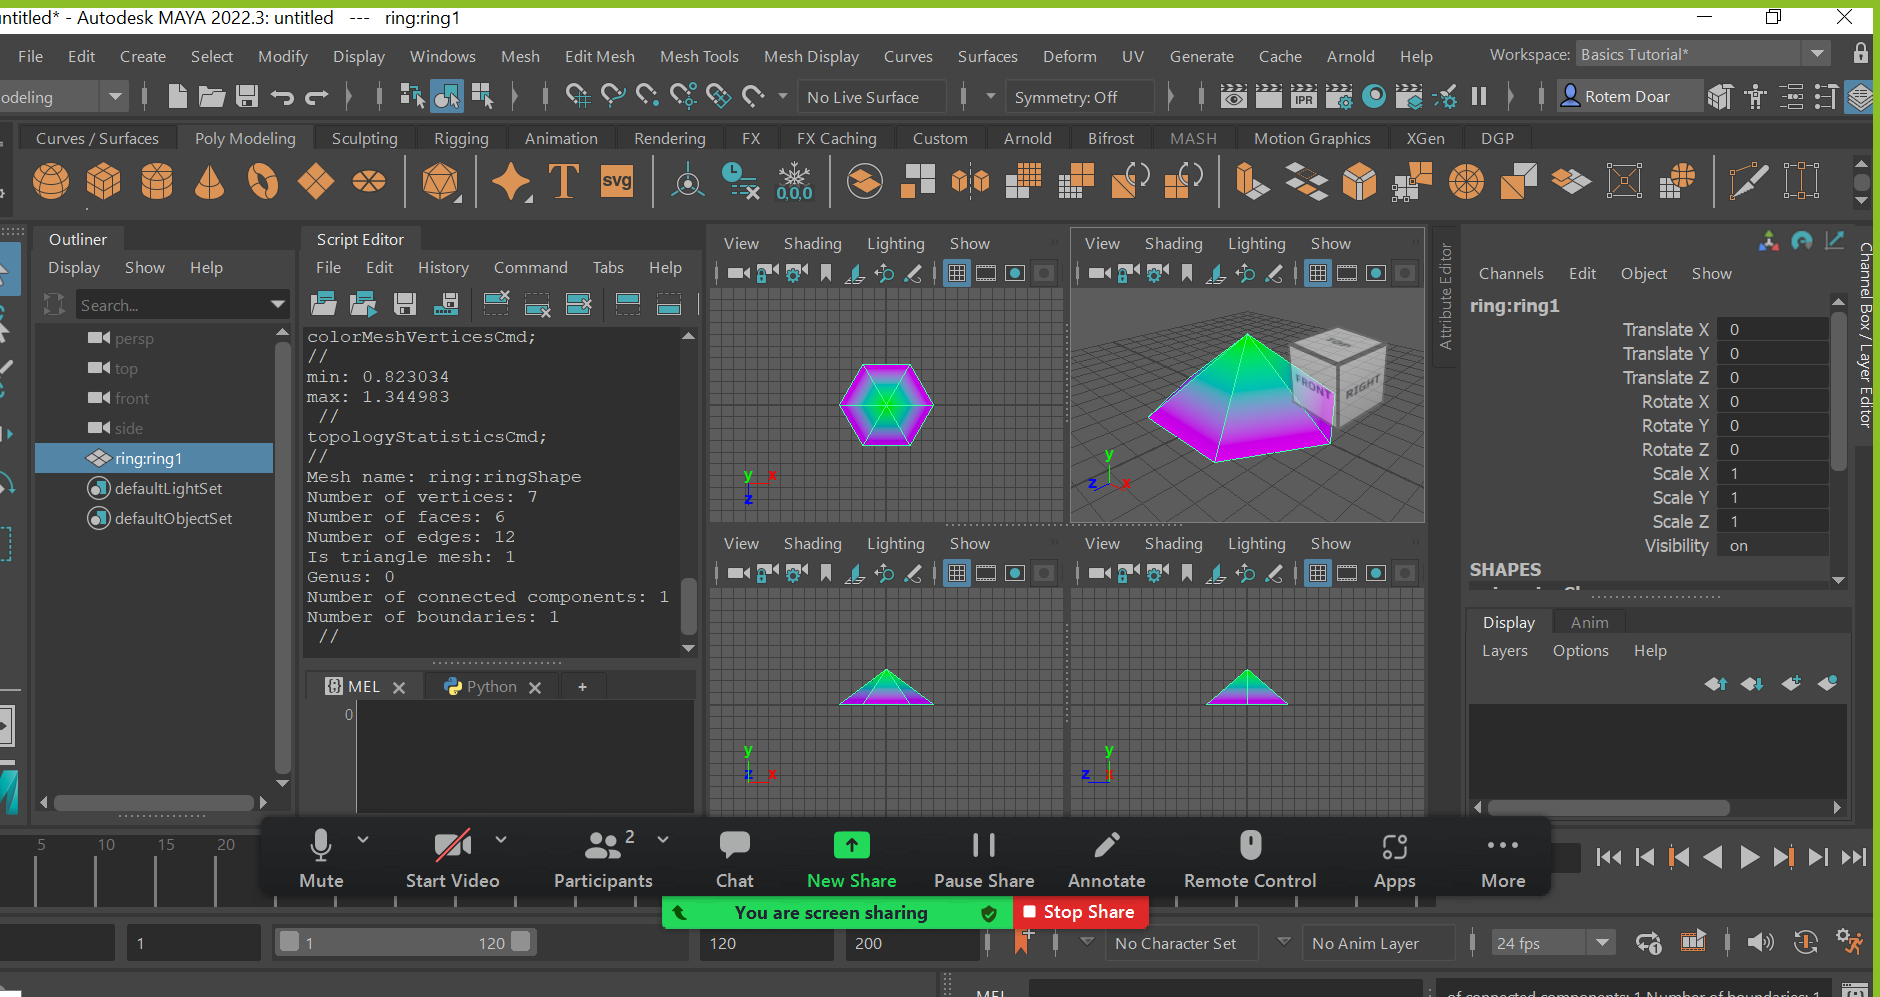 untitled* - Autodesk MAYA 2022.3: untitled --- ring:ring1
File Edit Create Select Modify Display Windows Mesh Edit Mesh Mesh Tools Mesh Display Curves Surfaces Deform UV Generate Cache Arnold Help Workspace: Basics Tutorial*
odeling No Live Surface Symmetry: Off IPR Rotem Doar
Curves / Surfaces Poly Modeling Sculpting Rigging Animation Rendering FX FX Caching Custom Arnold Bifrost MASH Motion Graphics XGen DGP
T svg 0,0,0
Outliner
Display Show Help
Search...
persp
top
front
side
ring:ring1
defaultLightSet
defaultObjectSet
Script Editor
File Edit History Command Tabs Help
colorMeshVerticesCmd;
//
min: 0.823034
max: 1.344983
//
topologyStatisticsCmd;
//
Mesh name: ring:ringShape
Number of vertices: 7
Number of faces: 6
Number of edges: 12
Is triangle mesh: 1
Genus: 0
Number of connected components: 1
Number of boundaries: 1
//
MEL Python +
0
View Shading Lighting Show
y x
z
View Shading Lighting Show
TOP
FRONT RIGHT
y
z x
View Shading Lighting Show
y
z x
View Shading Lighting Show
y
z x
Attribute Editor
Channel Box / Layer Editor
Channels Edit Object Show
ring:ring1
Translate X 0
Translate Y 0
Translate Z 0
Rotate X 0
Rotate Y 0
Rotate Z 0
Scale X 1
Scale Y 1
Scale Z 1
Visibility on
SHAPES
Display Anim
Layers Options Help
5 10 15 20
2
Mute Start Video Participants Chat New Share Pause Share Annotate Remote Control Apps More
You are screen sharing Stop Share
1 1 120 120 200 No Character Set No Anim Layer 24 fps
MEL of connected components: 1 Number of boundaries: 1